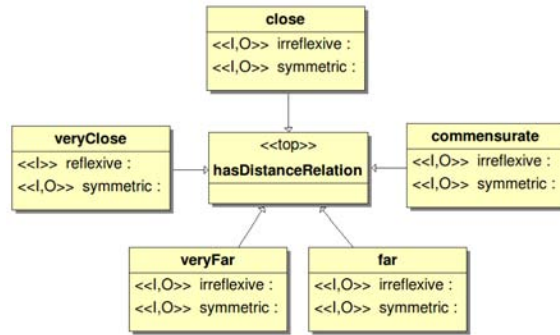 close
<<I,O>> irreflexive :
<<I,O>> symmetric :
veryClose
<<I>> reflexive :
<<I,O>> symmetric :
<<top>>
hasDistanceRelation
commensurate
<<I,O>> irreflexive :
<<I,O>> symmetric :
veryFar
<<I,O>> irreflexive :
<<I,O>> symmetric :
far
<<I,O>> irreflexive :
<<I,O>> symmetric :